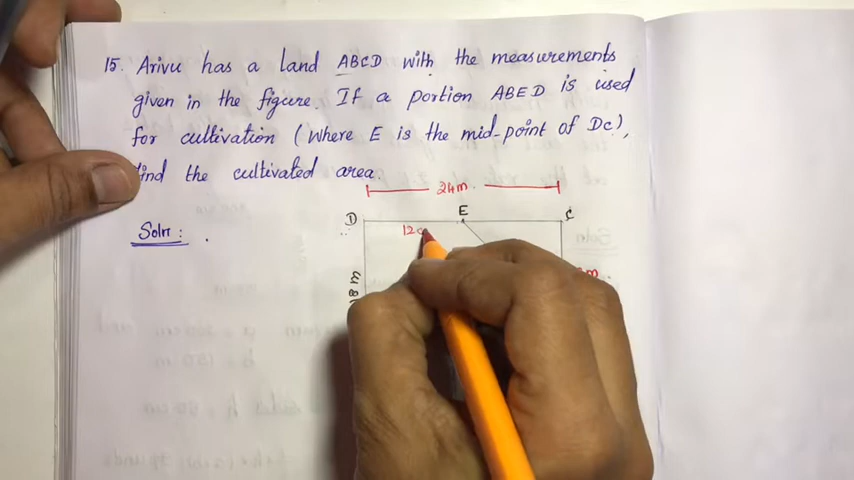 15. Arivu has a land ABCD with the measurements
given in the figure. If a portion ABED is used
for cultivation (Where E is the mid-point of DC),
find the cultivated area.
24m
D E C
Soln :
12
18 m
m